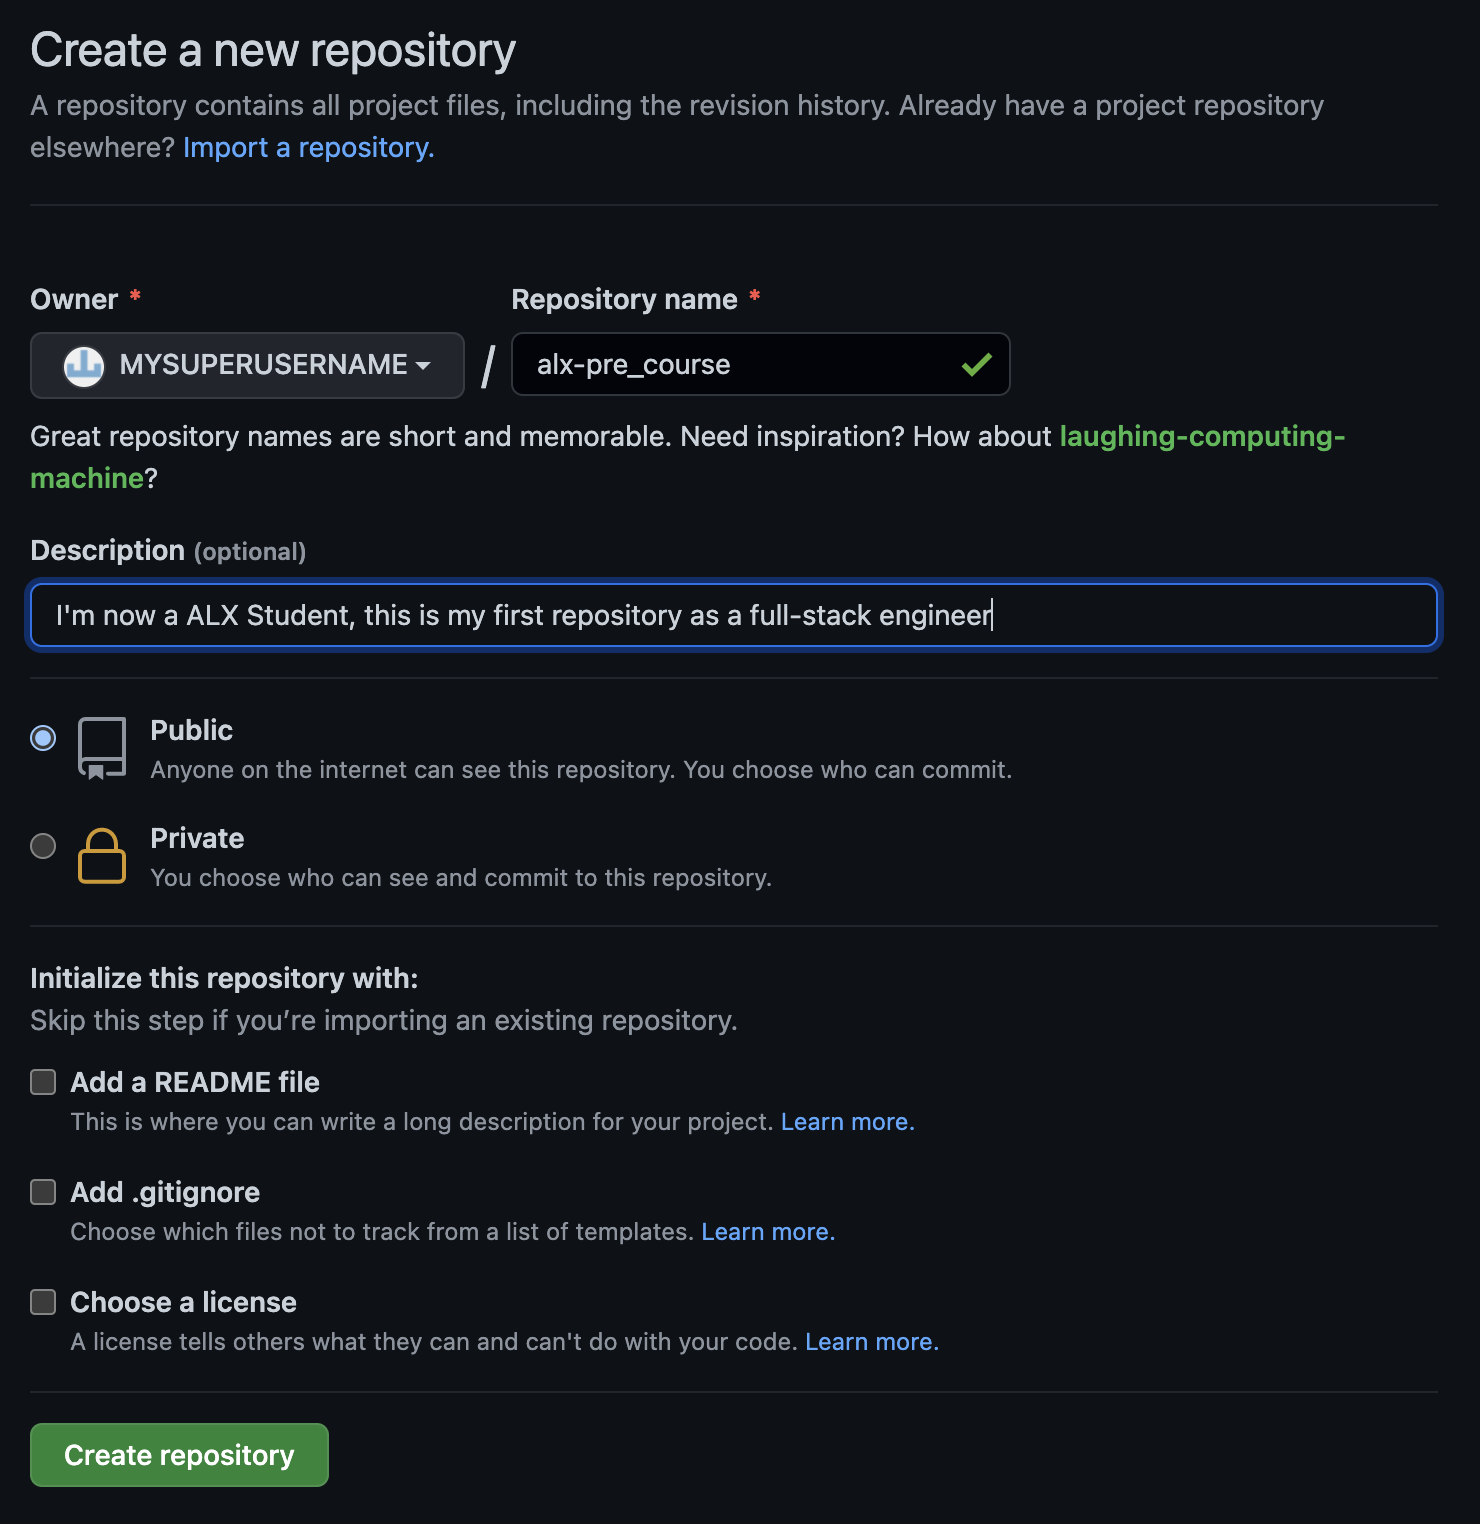 Create a new repository
A repository contains all project files, including the revision history. Already have a project repository
elsewhere? Import a repository.
Owner * Repository name *
MYSUPERUSERNAME / alx-pre_course
Great repository names are short and memorable. Need inspiration? How about laughing-computing-
machine?
Description (optional)
I'm now a ALX Student, this is my first repository as a full-stack engineer
Public
Anyone on the internet can see this repository. You choose who can commit.
Private
You choose who can see and commit to this repository.
Initialize this repository with:
Skip this step if you’re importing an existing repository.
Add a README file
This is where you can write a long description for your project. Learn more.
Add .gitignore
Choose which files not to track from a list of templates. Learn more.
Choose a license
A license tells others what they can and can't do with your code. Learn more.
Create repository